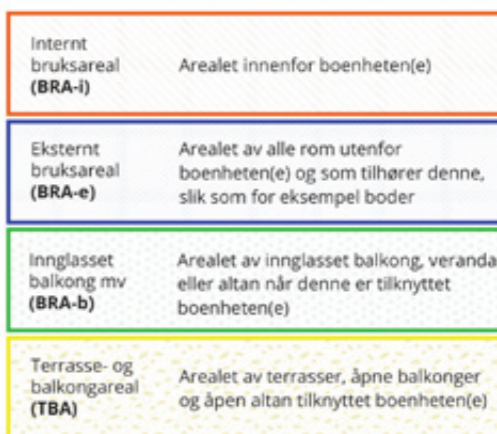 Internt
bruksareal
(BRA-i)
Arealet innenfor boenheten(e)
Eksternt
bruksareal
(BRA-e)
Arealet av alle rom utenfor
boenheten(e) og som tilhører denne,
slik som for eksempel boder
Innglasset
balkong mv
(BRA-b)
Arealet av innglasset balkong, veranda
eller altan når denne er tilknyttet
boenheten(e)
Terrasse- og
balkongareal
(TBA)
Arealet av terrasser, åpne balkonger
og åpen altan tilknyttet boenheten(e)